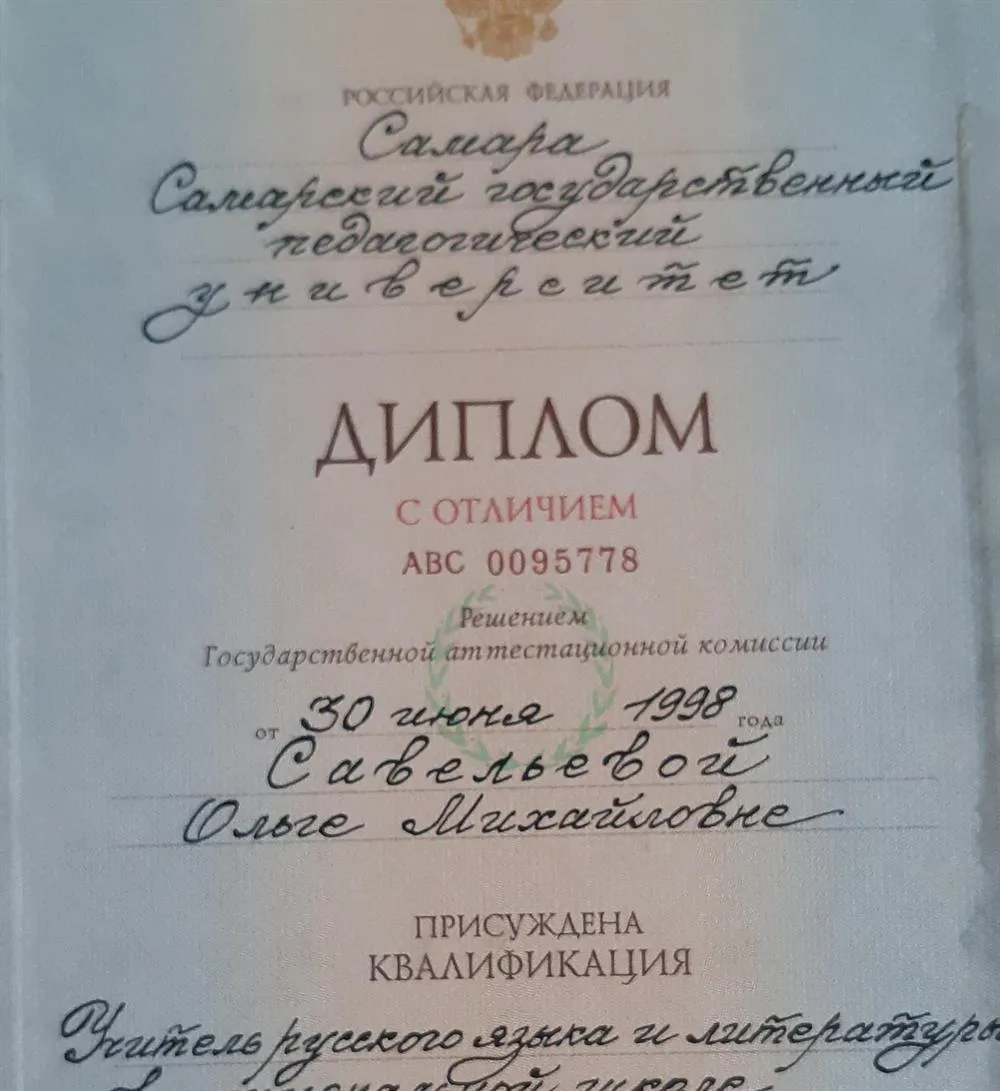 РОССИЙСКАЯ ФЕДЕРАЦИЯ
Самара
Самарский государственный
педагогический
университет
ДИПЛОМ
С ОТЛИЧИЕМ
АВС 0095778
Решением
Государственной аттестационной комиссии
от 30 июня 1998 года
Савельевой
Ольге Михайловне
ПРИСУЖДЕНА
КВАЛИФИКАЦИЯ
Учитель русского языка и литературы
школе